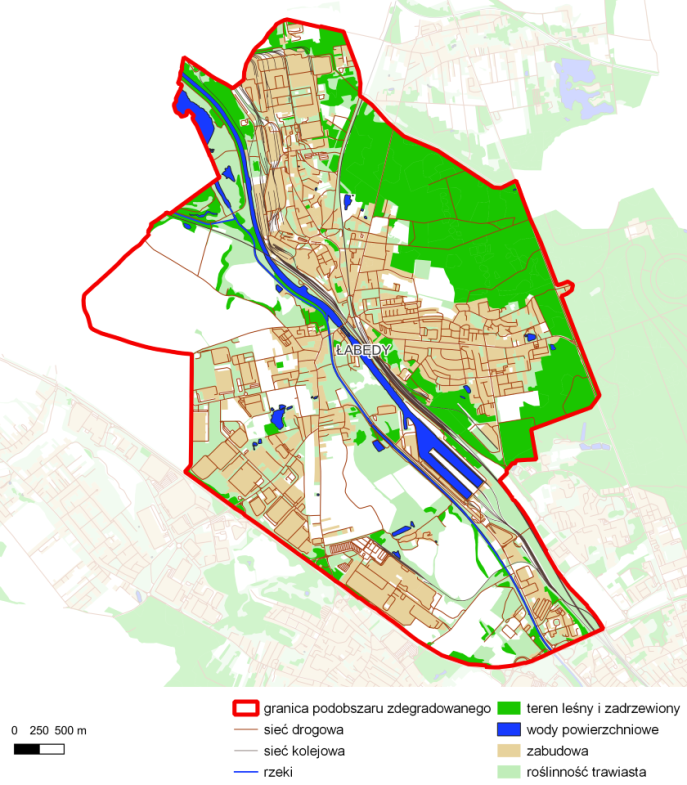 ŁABĘDY
granica podobszaru zdegradowanego
teren leśny i zadrzewiony
0 250 500 m
sieć drogowa
wody powierzchniowe
sieć kolejowa
zabudowa
rzeki
roślinność trawiasta